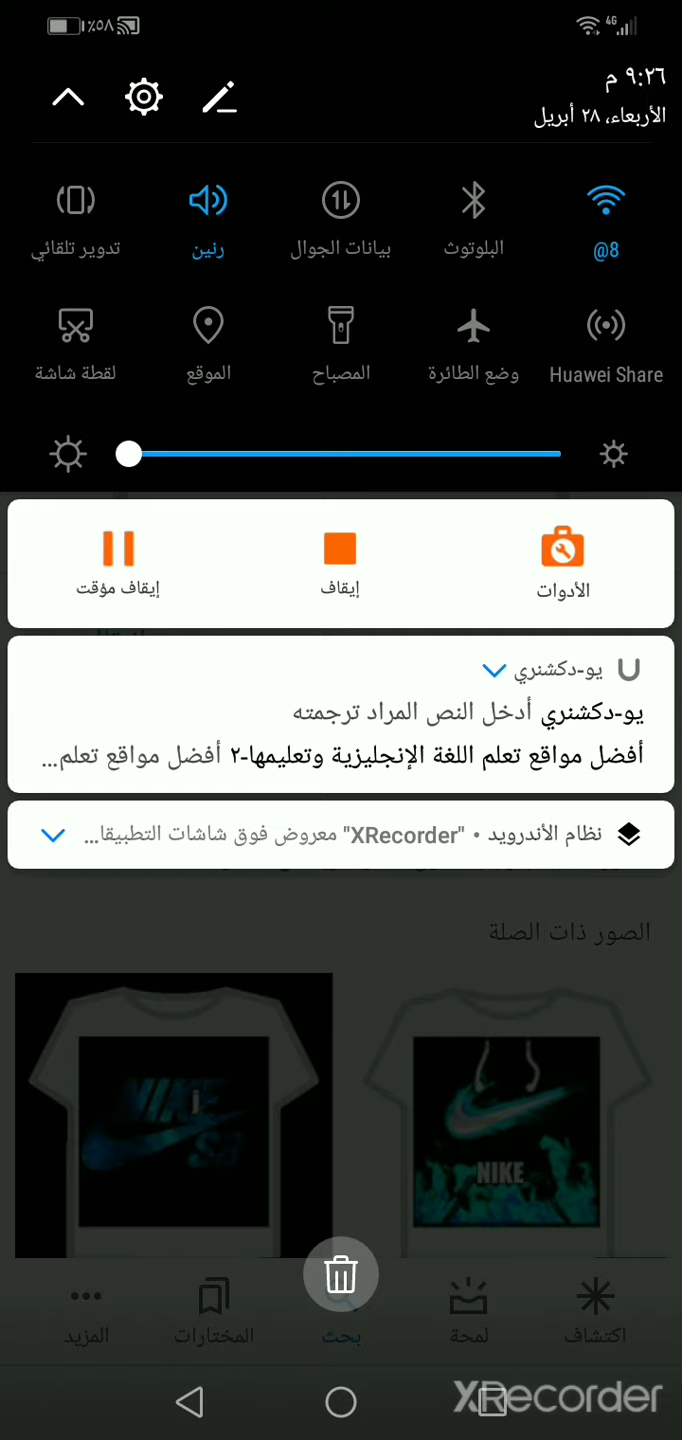 ٪٥٨
4G
٩:٢٦ م
الأربعاء، ٢٨ أبريل
@8
البلوتوث
بيانات الجوال
رنين
تدوير تلقائي
Huawei Share
وضع الطائرة
المصباح
الموقع
لقطة شاشة
الأدوات
إيقاف
إيقاف مؤقت
يو-دكشنري
يو-دكشنري أدخل النص المراد ترجمته
أفضل مواقع تعلم اللغة الإنجليزية وتعليمها-٢ أفضل مواقع تعلم...
نظام الأندرويد • "XRecorder" معروض فوق شاشات التطبيقا...
الصور ذات الصلة
NIKE
SB
NIKE
اكتشاف
لمحة
بحث
المختارات
المزيد
XRecorder